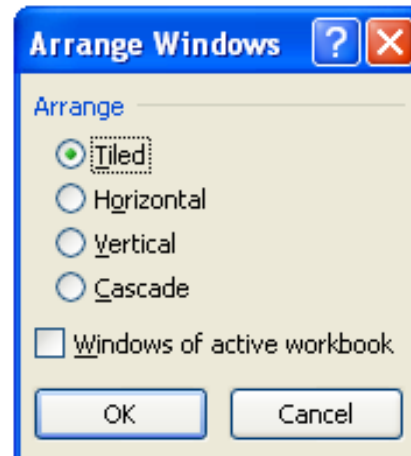 Arrange Windows ?
Arrange
Tiled
Horizontal
Vertical
Cascade
Windows of active workbook
OK Cancel